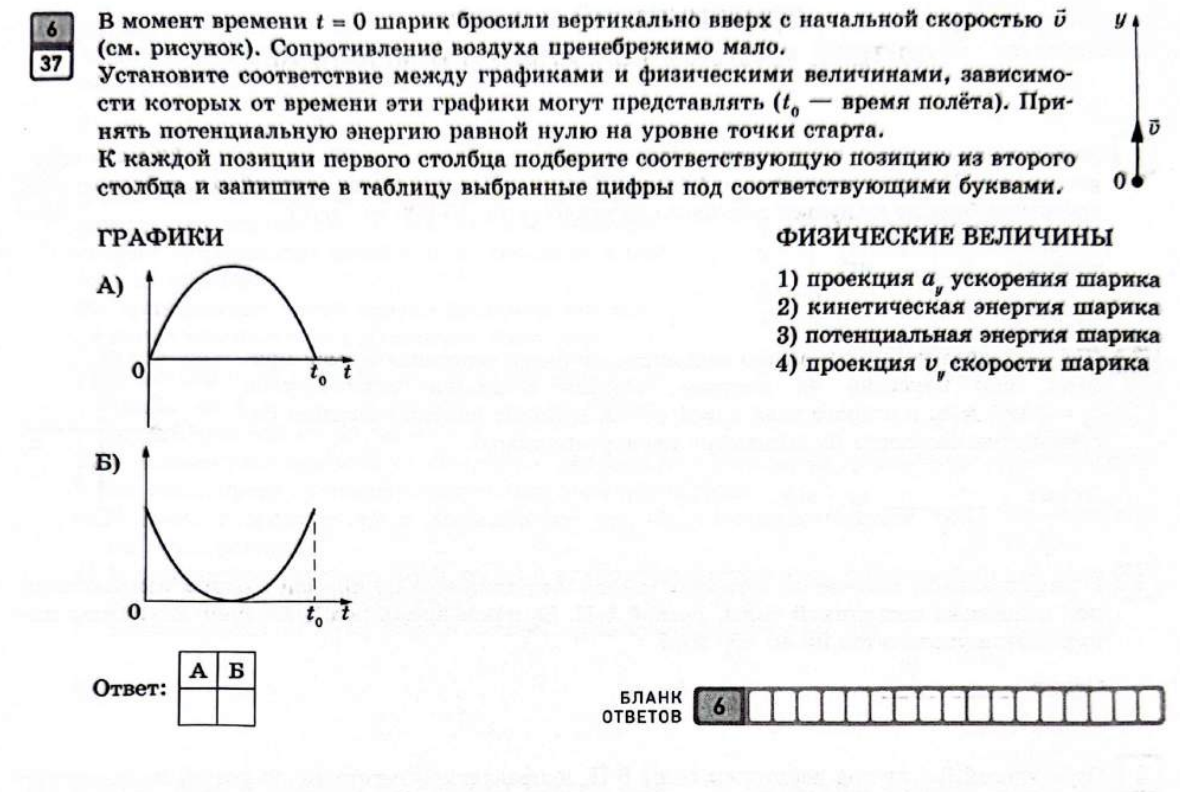 6
37
В момент времени t = 0 шарик бросили вертикально вверх с начальной скоростью v⃗
(см. рисунок). Сопротивление воздуха пренебрежимо мало.
Установите соответствие между графиками и физическими величинами, зависимо-
сти которых от времени эти графики могут представлять (t₀ — время полёта). При-
нять потенциальную энергию равной нулю на уровне точки старта.
К каждой позиции первого столбца подберите соответствующую позицию из второго
столбца и запишите в таблицу выбранные цифры под соответствующими буквами.
y
v⃗
0
ГРАФИКИ
А)
0
t₀ t
Б)
0
t₀ t
ФИЗИЧЕСКИЕ ВЕЛИЧИНЫ
1) проекция a_y ускорения шарика
2) кинетическая энергия шарика
3) потенциальная энергия шарика
4) проекция v_y скорости шарика
Ответ:
А Б
БЛАНК
ОТВЕТОВ
6